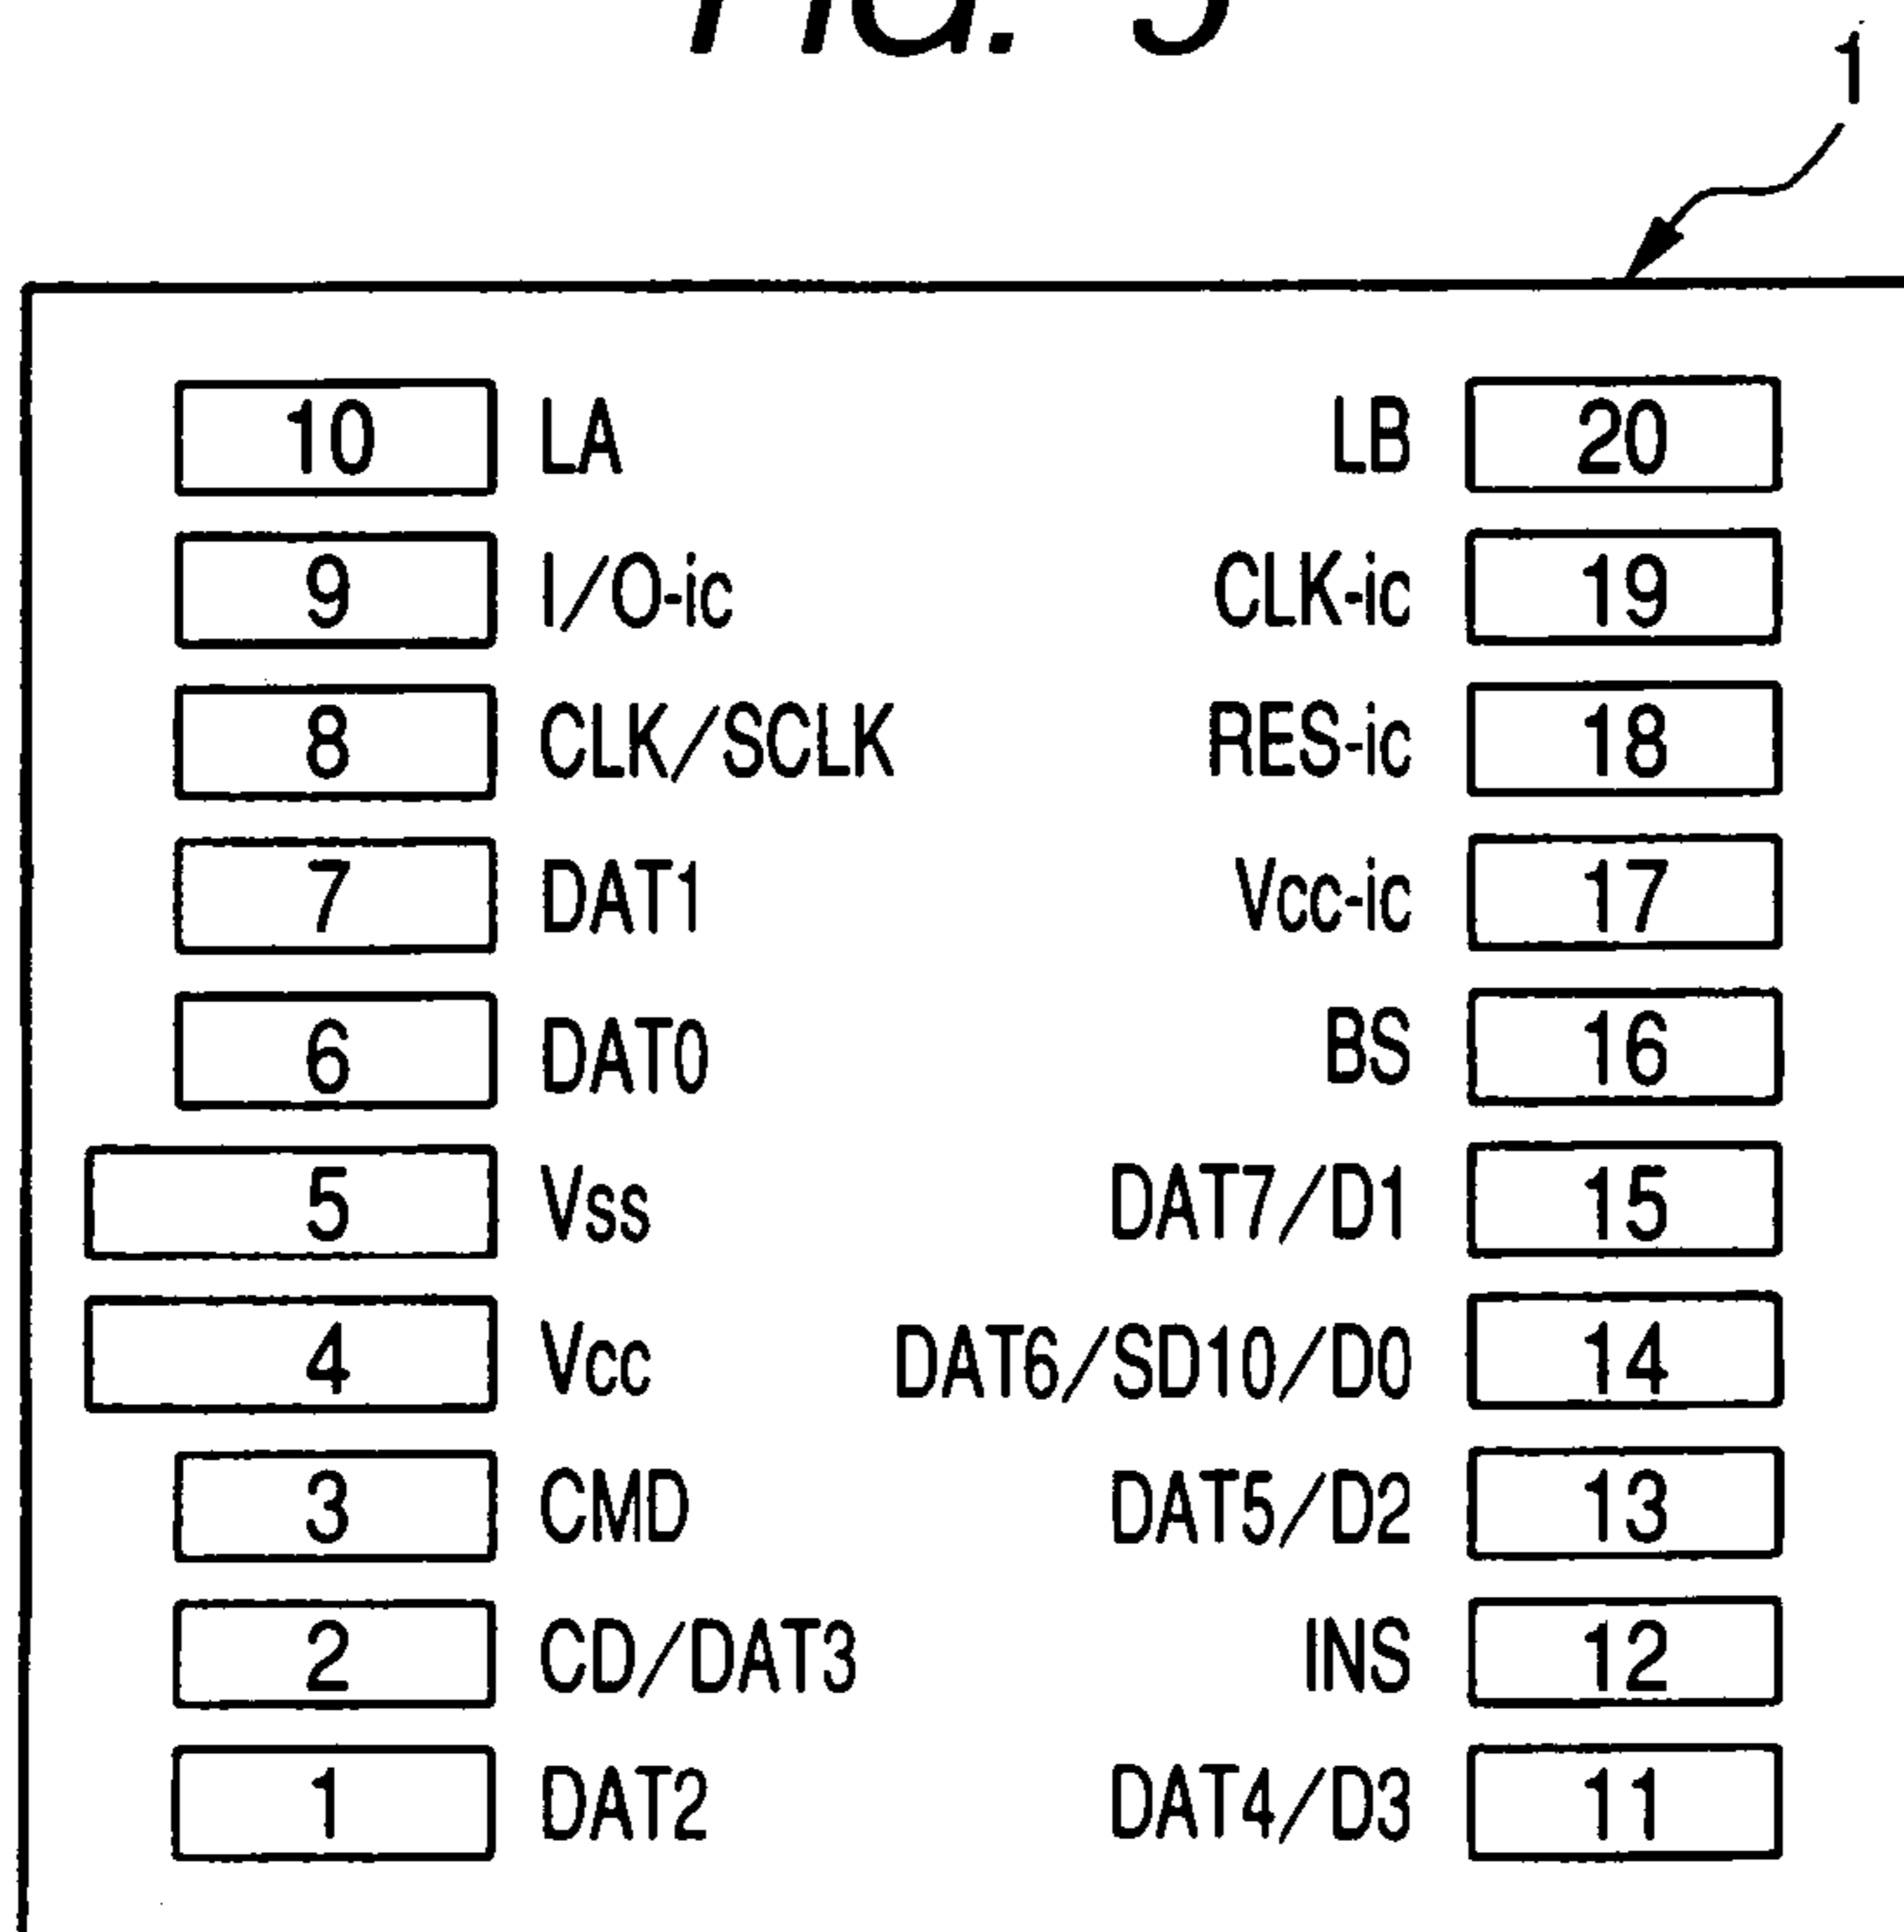 FIG. 5
1
10 LA LB 20
9 I/O-ic CLK-ic 19
8 CLK/SCLK RES-ic 18
7 DAT1 Vcc-ic 17
6 DAT0 BS 16
5 Vss DAT7/D1 15
4 Vcc DAT6/SD10/D0 14
3 CMD DAT5/D2 13
2 CD/DAT3 INS 12
1 DAT2 DAT4/D3 11